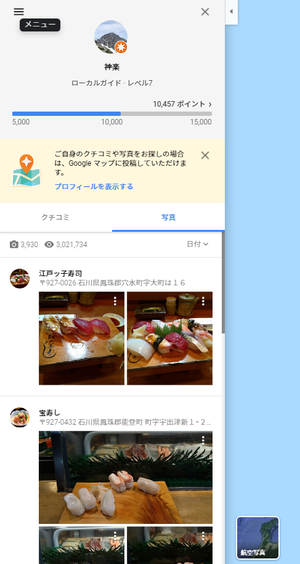 メニュー
神楽
ローカルガイド · レベル7
10,457 ポイント ›
5,000 10,000 15,000
ご自身のクチコミや写真をお探しの場合
は、Google マップに投稿していただけま
す。
プロフィールを表示する
クチコミ 写真
3,930 3,021,734 日付
江戸ッ子寿司
〒927-0026 石川県鳳珠郡穴水町字大町は１６
宝寿し
〒927-0432 石川県鳳珠郡能登町 町字宇出津新１−２...
航空写真